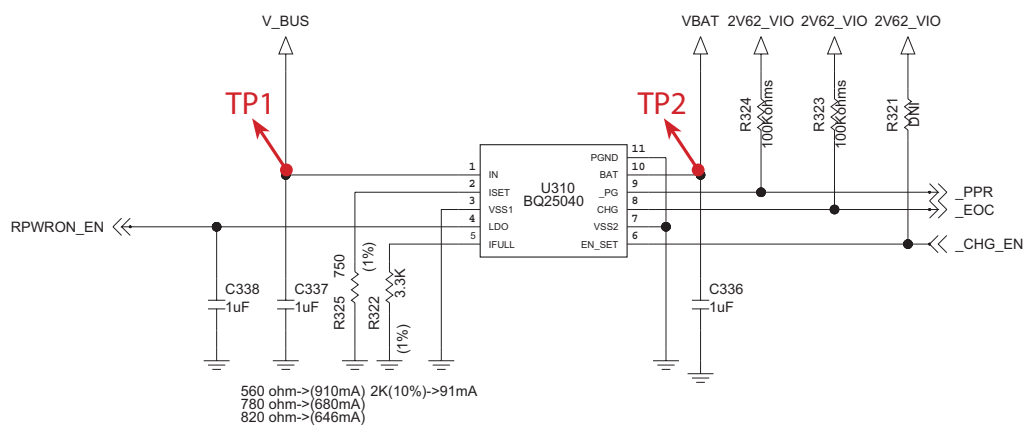 V_BUS
VBAT 2V62_VIO 2V62_VIO 2V62_VIO
TP1
TP2
R324
100Kohms
R323
100Kohms
R321
DNI
1 IN
2 ISET
3 VSS1
4 LDO
5 IFULL
U310
BQ25040
PGND 11
BAT 10
_PG 9
CHG 8
VSS2 7
EN_SET 6
_PPR
_EOC
_CHG_EN
RPWRON_EN
C338
1uF
C337
1uF
R325
750
(1%)
R322
3.3K
(1%)
C336
1uF
560 ohm->(910mA) 2K(10%)->91mA
780 ohm->(680mA)
820 ohm->(646mA)